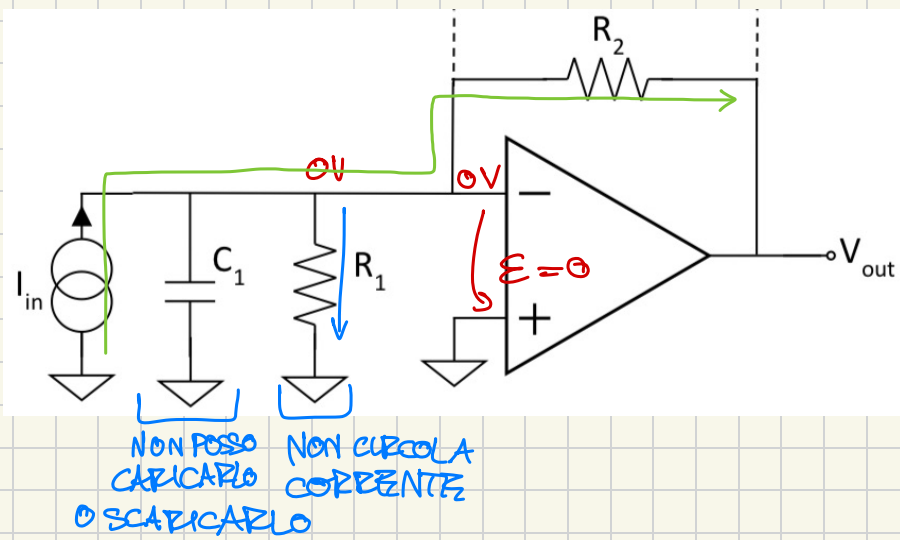 R2
0V
0V
−
Iin
C1
R1
ε=0
Vout
+
NON POSSO
CARICARLO
O SCARICARLO
NON CIRCOLA
CORRENTE